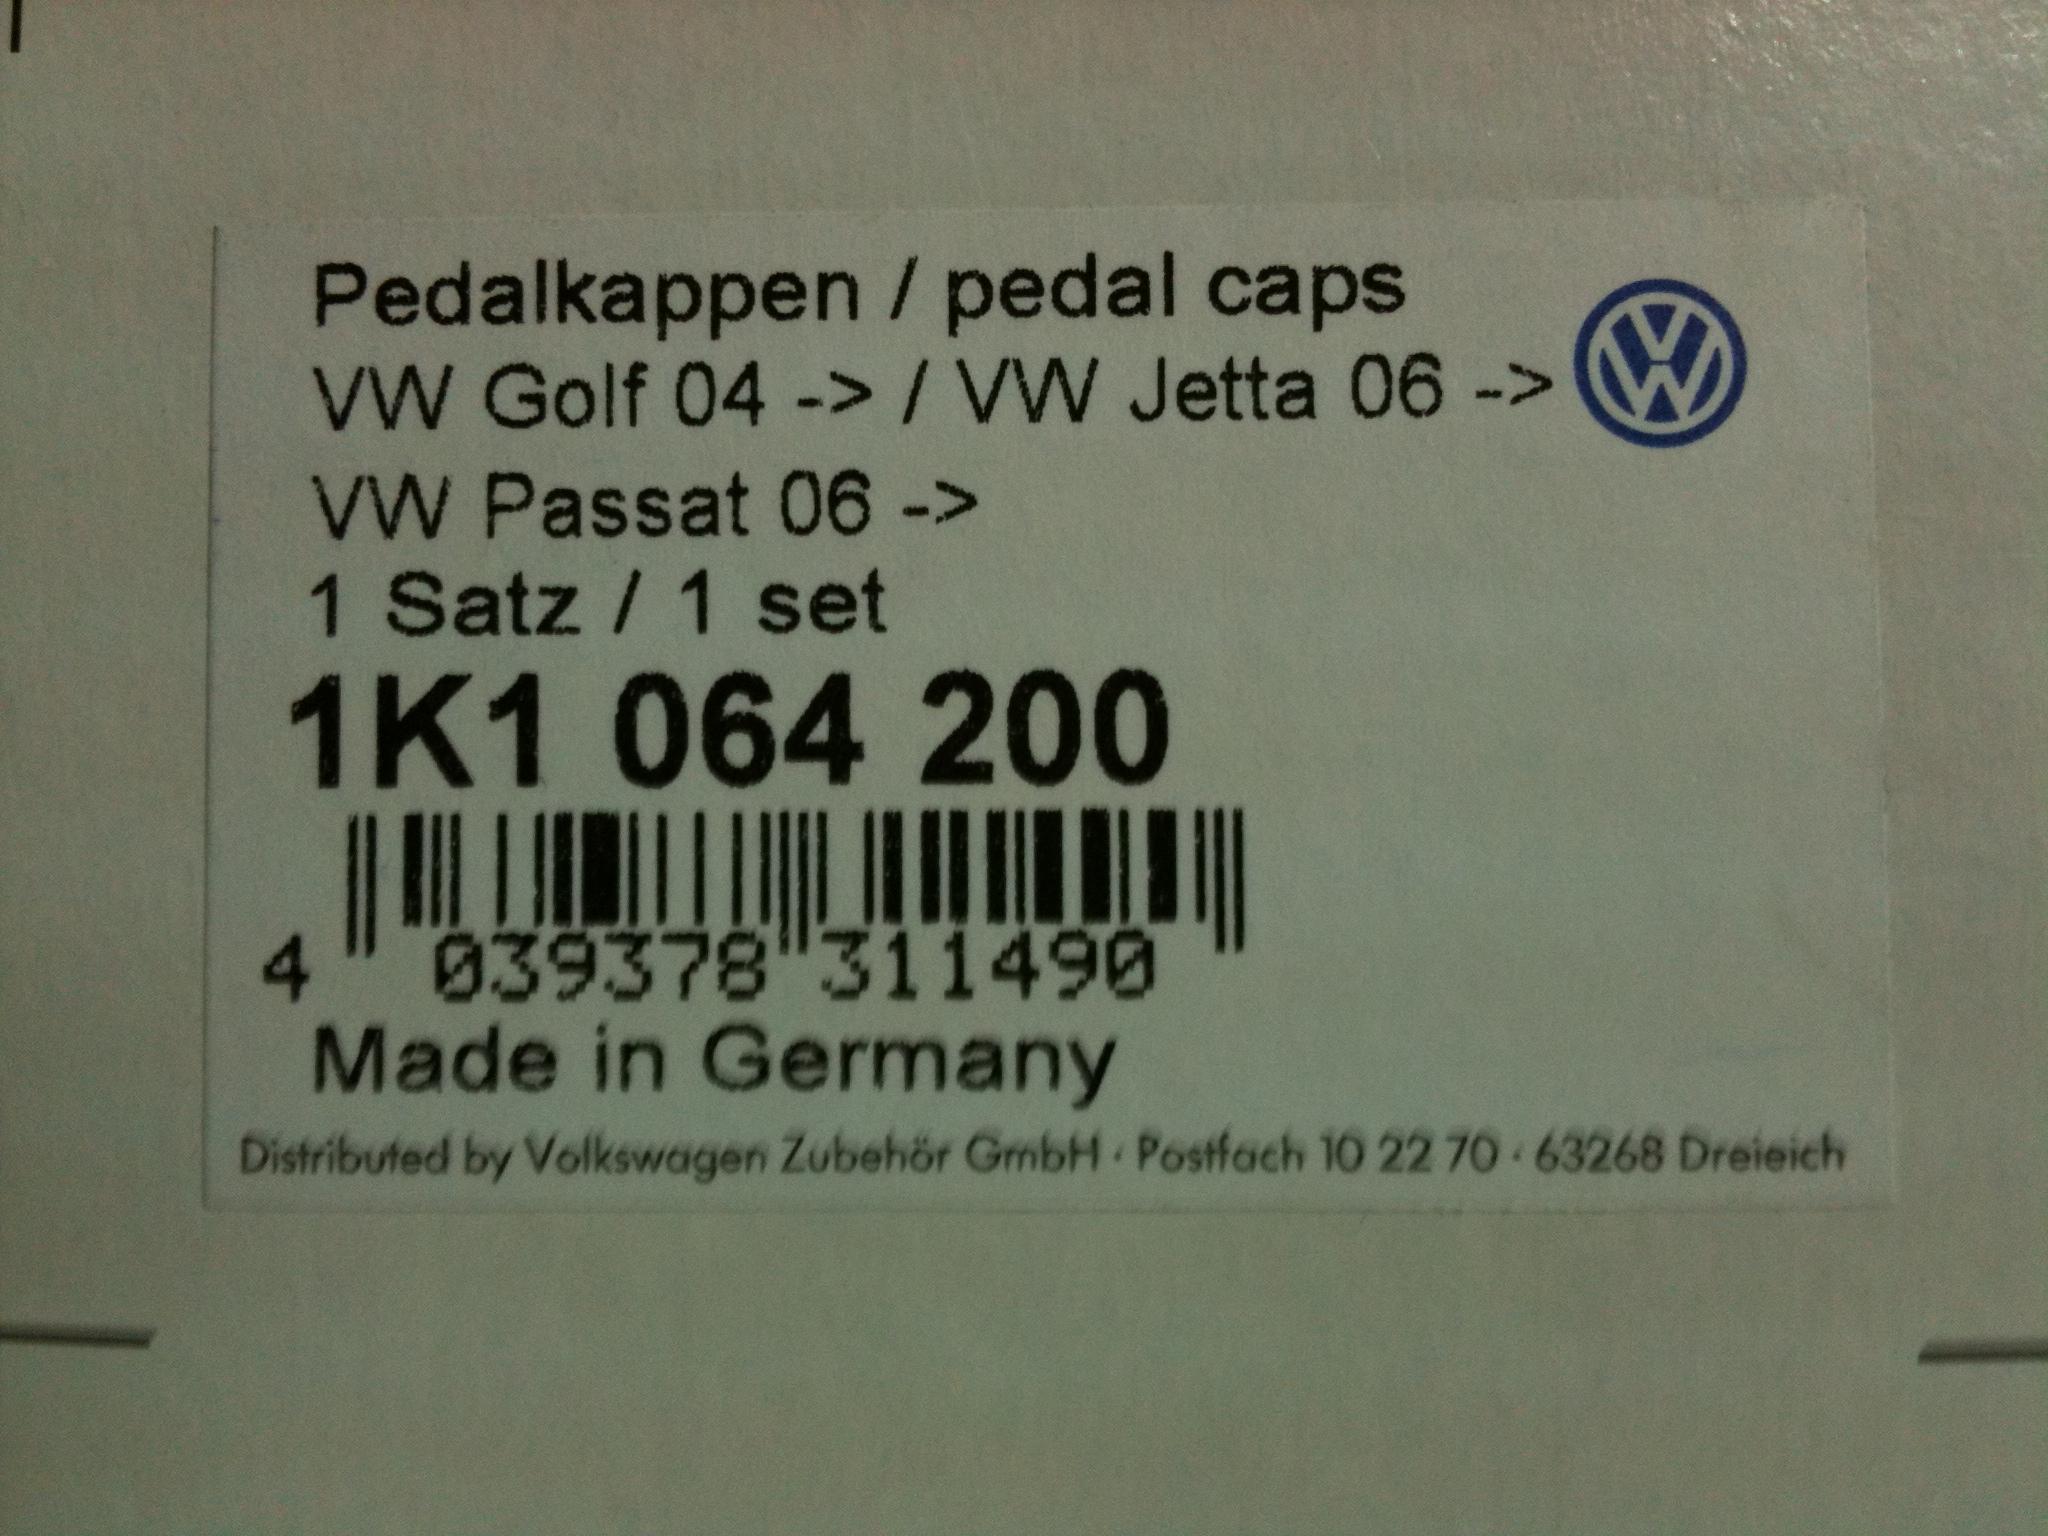 Pedalkappen / pedal caps
VW Golf 04 -> / VW Jetta 06 ->
VW Passat 06 ->
1 Satz / 1 set
1K1 064 200
4 039378 311490
Made in Germany
Distributed by Volkswagen Zubehör GmbH · Postfach 10 22 70 · 63268 Dreieich